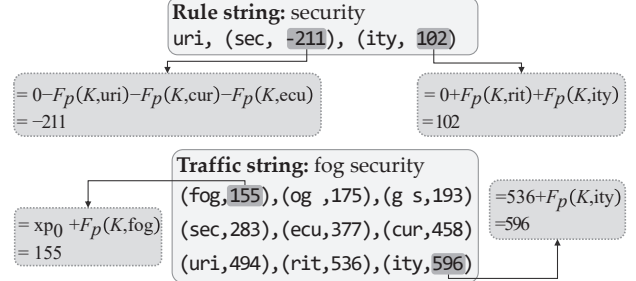 Rule string: security
uri, (sec, -211), (ity, 102)
= 0−Fp(K,uri)−Fp(K,cur)−Fp(K,ecu)
= −211
= 0+Fp(K,rit)+Fp(K,ity)
= 102
Traffic string: fog security
(fog,155),(og ,175),(g s,193)
(sec,283),(ecu,377),(cur,458)
(uri,494),(rit,536),(ity,596)
= xp0 +Fp(K,fog)
= 155
=536+Fp(K,ity)
=596